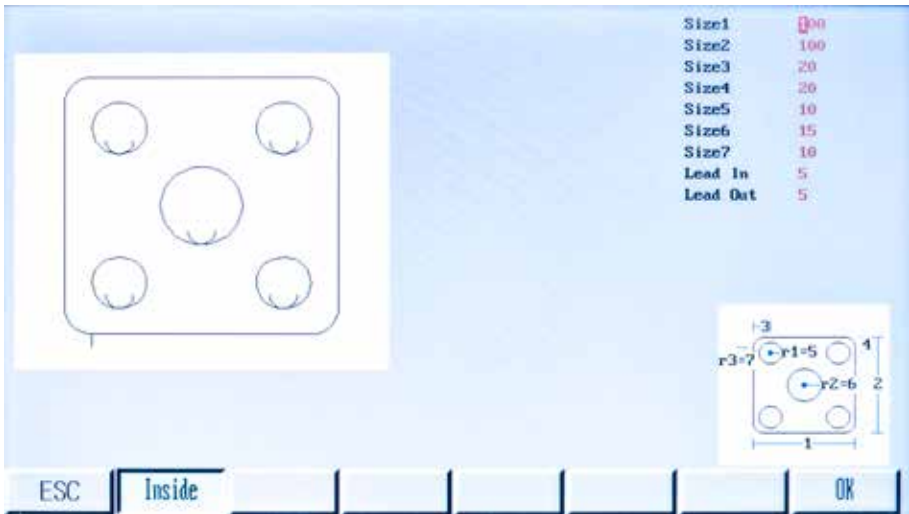 Size1 100
Size2 100
Size3 20
Size4 20
Size5 10
Size6 15
Size7 10
Lead In 5
Lead Out 5
3
r1=5 4
r3=7
r2=6 2
1
ESC Inside OK